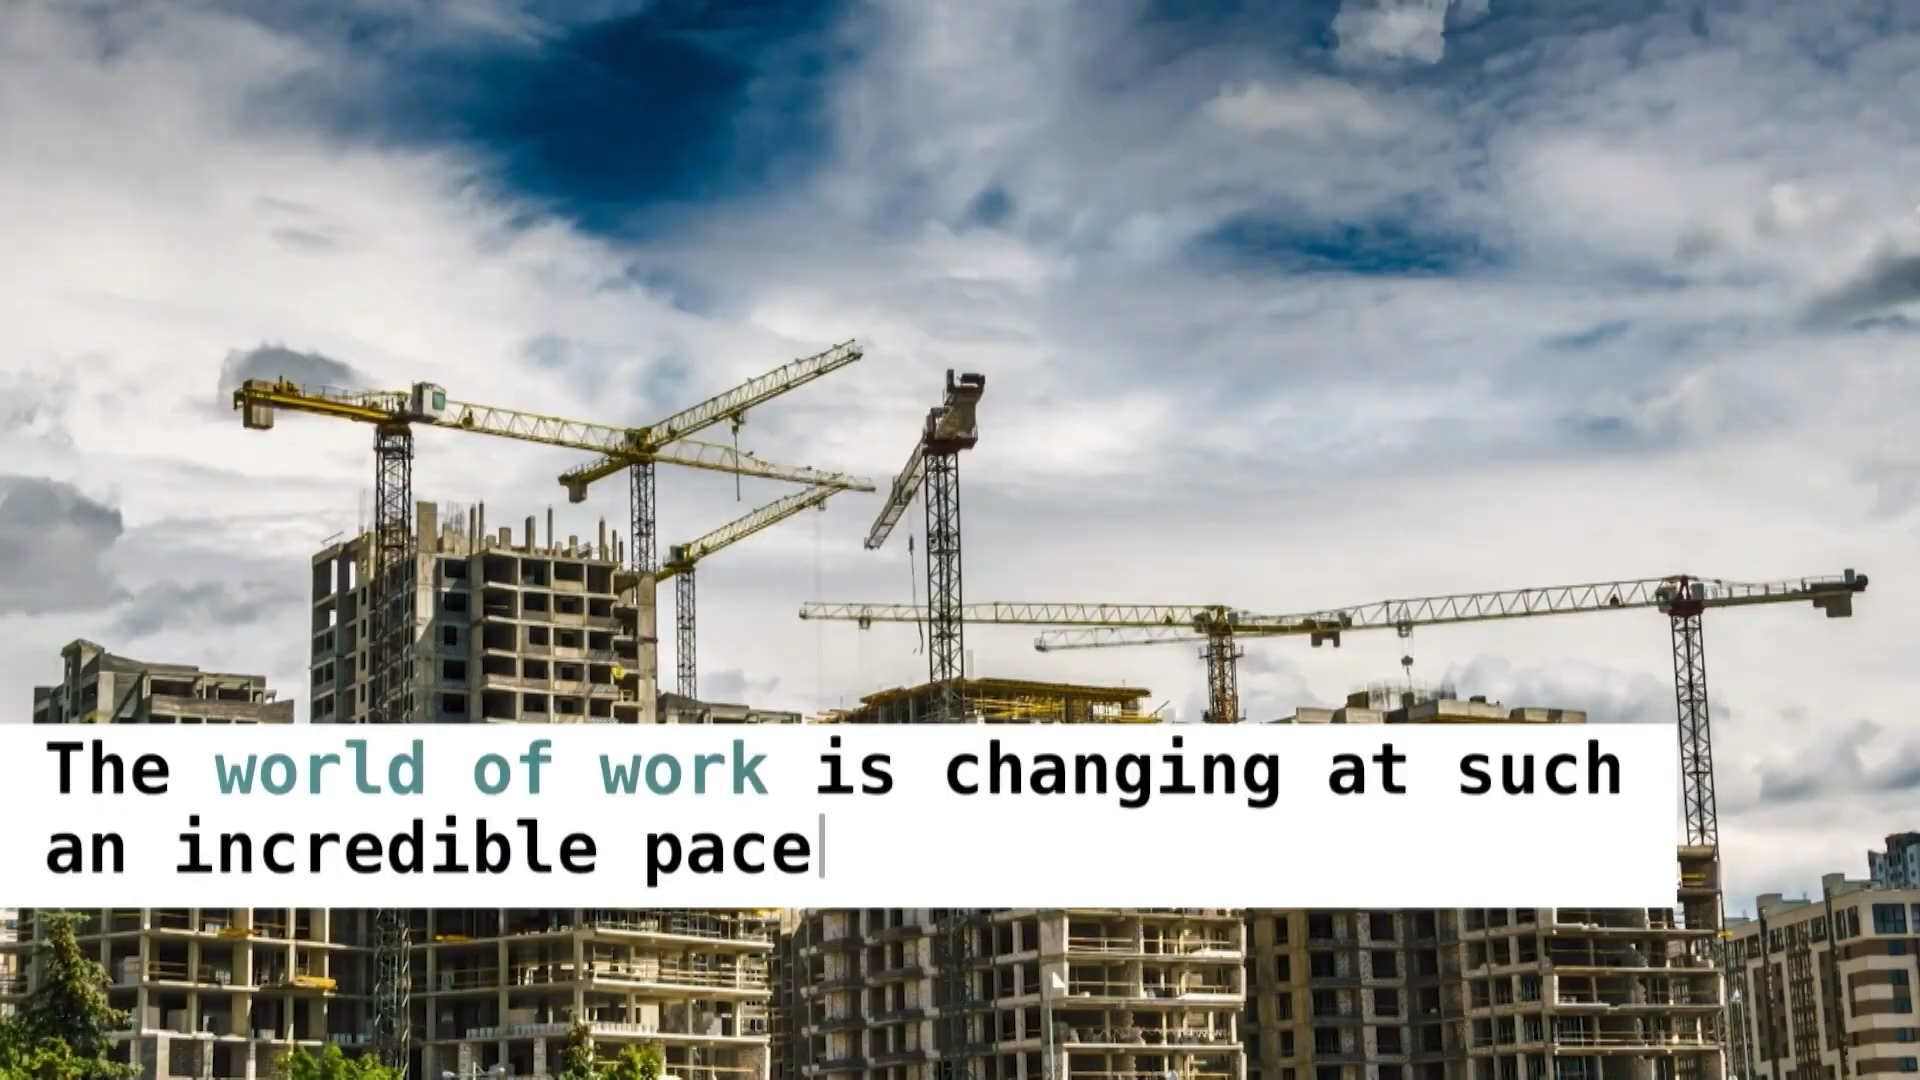 The world of work is changing at such
an incredible pace